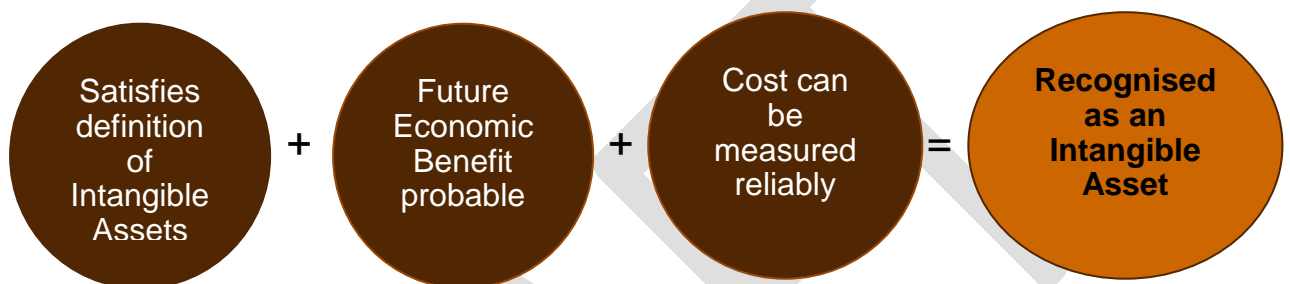 Satisfies
definition
of
Intangible
Assets
+
Future
Economic
Benefit
probable
+
Cost can
be
measured
reliably
=
Recognised
as an
Intangible
Asset